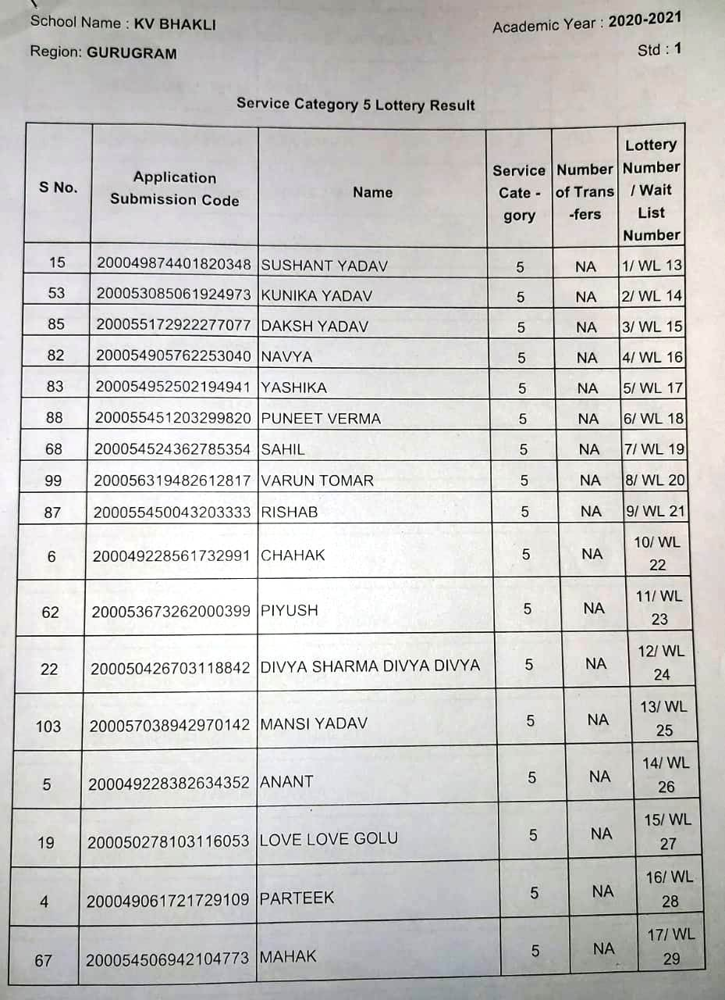 School Name : KV BHAKLI
Academic Year : 2020-2021
Region: GURUGRAM
Std : 1
Service Category 5 Lottery Result
S No. Application Submission Code Name Service Cate - gory Number of Trans -fers Lottery Number / Wait List Number
15 200049874401820348 SUSHANT YADAV 5 NA 1/ WL 13
53 200053085061924973 KUNIKA YADAV 5 NA 2/ WL 14
85 200055172922277077 DAKSH YADAV 5 NA 3/ WL 15
82 200054905762253040 NAVYA 5 NA 4/ WL 16
83 200054952502194941 YASHIKA 5 NA 5/ WL 17
88 200055451203299820 PUNEET VERMA 5 NA 6/ WL 18
68 200054524362785354 SAHIL 5 NA 7/ WL 19
99 200056319482612817 VARUN TOMAR 5 NA 8/ WL 20
87 200055450043203333 RISHAB 5 NA 9/ WL 21
6 200049228561732991 CHAHAK 5 NA 10/ WL 22
62 200053673262000399 PIYUSH 5 NA 11/ WL 23
22 200050426703118842 DIVYA SHARMA DIVYA DIVYA 5 NA 12/ WL 24
103 200057038942970142 MANSI YADAV 5 NA 13/ WL 25
5 200049228382634352 ANANT 5 NA 14/ WL 26
19 200050278103116053 LOVE LOVE GOLU 5 NA 15/ WL 27
4 200049061721729109 PARTEEK 5 NA 16/ WL 28
67 200054506942104773 MAHAK 5 NA 17/ WL 29